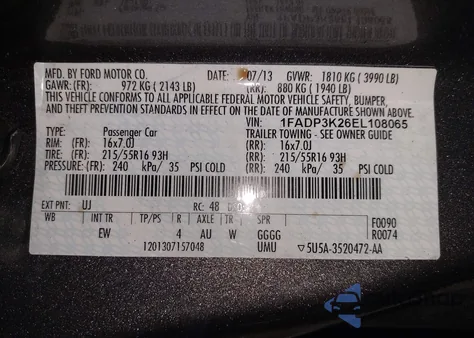 MFD. BY FORD MOTOR CO. DATE: 07/13 GVWR: 1810 KG ( 3990 LB)
GAWR: (FR): 972 KG ( 2143 LB) (RR): 880 KG ( 1940 LB)
THIS VEHICLE CONFORMS TO ALL APPLICABLE FEDERAL MOTOR VEHICLE SAFETY, BUMPER,
AND THEFT PREVENTION STANDARDS IN EFFECT ON THE DATE OF MANUFACTURE SHOWN ABOVE.
VIN: 1FADP3K26EL108065
TYPE: Passenger Car TRAILER TOWING - SEE OWNER GUIDE
RIM: (FR): 16x7.0J (RR): 16x7.0J
TIRE: (FR): 215/55R16 93H (RR): 215/55R16 93H
PRESSURE: (FR): 240 kPa/ 35 PSI COLD (RR): 240 kPa/ 35 PSI COLD
EXT PNT: UJ RC: 48
WB INT TR TP/PS R AXLE TR SPR F0090
EW 4 AU W GGGG R0074
1201307157048 UMU ▽5U5A-3520472-AA